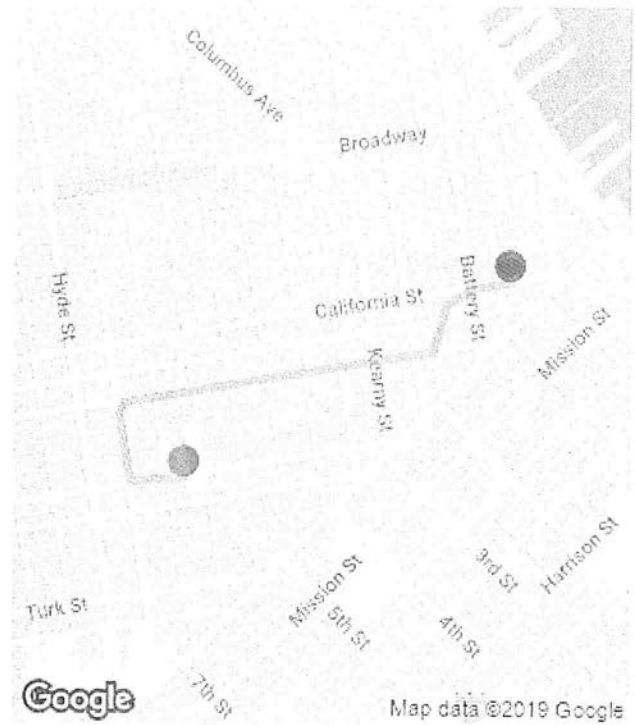 Columbus Ave
Broadway
Hyde St
Battery St
California St
Mission St
Kearny St
3rd St
Harrison St
Mission St
5th St
4th St
Turk St
7th St
Google
Map data ©2019 Google